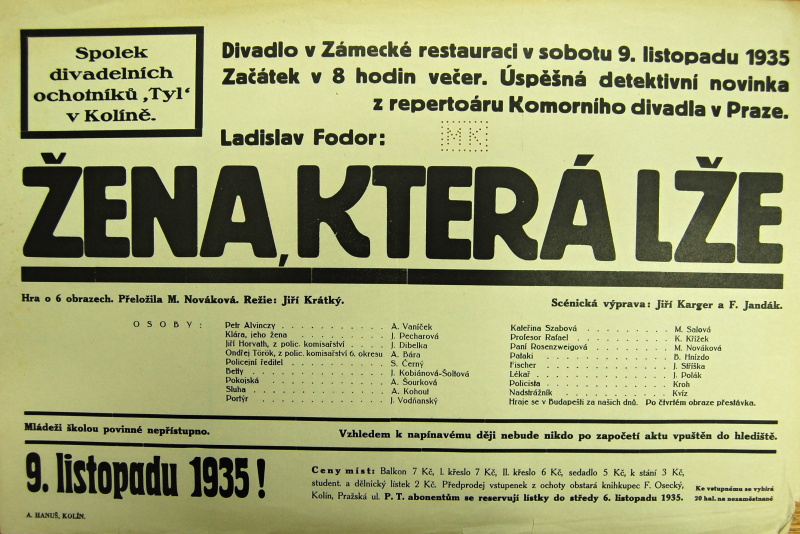 Spolek
divadelních
ochotníků ‚Tyl‘
v Kolíně.
Divadlo v Zámecké restauraci v sobotu 9. listopadu 1935
Začátek v 8 hodin večer. Úspěšná detektivní novinka
z repertoáru Komorního divadla v Praze.
Ladislav Fodor:
MK
ŽENA, KTERÁ LŽE
Hra o 6 obrazech. Přeložila M. Nováková. Režie: Jiří Krátký.
Scénická výprava: Jiří Karger a F. Jandák.
OSOBY:
Petr Alvinczy . . . . . . . . . . . A. Vaníček
Klára, jeho žena . . . . . . . . . . J. Pecharová
Jiří Horvath, z polic. komisařství . . . . J. Dibelka
Ondřej Török, z polic. komisařství 6. okresu A. Bára
Policejní ředitel . . . . . . . . . . S. Černý
Betty . . . . . . . . . . . . . J. Kobiánová-Šoltová
Pokojská . . . . . . . . . . . . A. Šourková
Sluha . . . . . . . . . . . . . A. Kohout
Portýr . . . . . . . . . . . . . J. Vodňanský
Kateřina Szabová . . . . . . . . . M. Salová
Profesor Rafael . . . . . . . . . . K. Křížek
Paní Rosenzweigová . . . . . . . . M. Nováková
Pataki . . . . . . . . . . . . . B. Hnízdo
Fischer . . . . . . . . . . . . . J. Stříška
Lékař . . . . . . . . . . . . . J. Polák
Policista . . . . . . . . . . . . Kroh
Nadstrážník . . . . . . . . . . . Kvíz
Hraje se v Budapešti za našich dnů. Po čtvrtém obraze přestávka.
Mládeži školou povinné nepřístupno.
Vzhledem k napínavému ději nebude nikdo po započetí aktu vpuštěn do hlediště.
9. listopadu 1935!
Ceny míst: Balkon 7 Kč, I. křeslo 7 Kč, II. křeslo 6 Kč, sedadlo 5 Kč, k stání 3 Kč,
student. a dělnický lístek 2 Kč. Předprodej vstupenek z ochoty obstará knihkupec F. Osecký,
Kolín, Pražská ul. P. T. abonentům se reservují lístky do středy 6. listopadu 1935.
Ke vstupnému se vybírá
20 hal. na nezaměstnané
A. HANUŠ, KOLÍN.